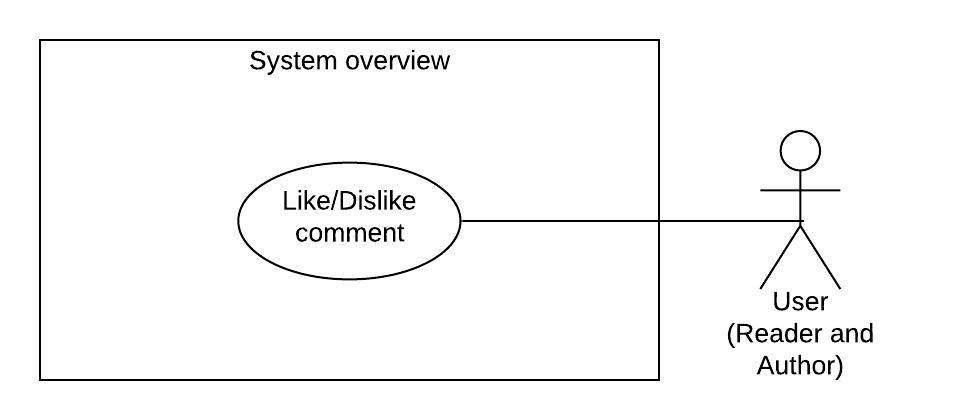 System overview
Like/Dislike
comment
User
(Reader and
Author)